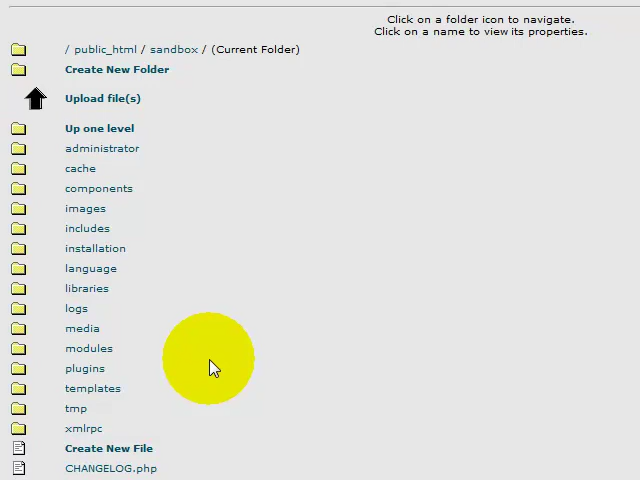 Click on a folder icon to navigate.
Click on a name to view its properties.
/ public_html / sandbox / (Current Folder)
Create New Folder
Upload file(s)
Up one level
administrator
cache
components
images
includes
installation
language
libraries
logs
media
modules
plugins
templates
tmp
xmlrpc
Create New File
CHANGELOG.php